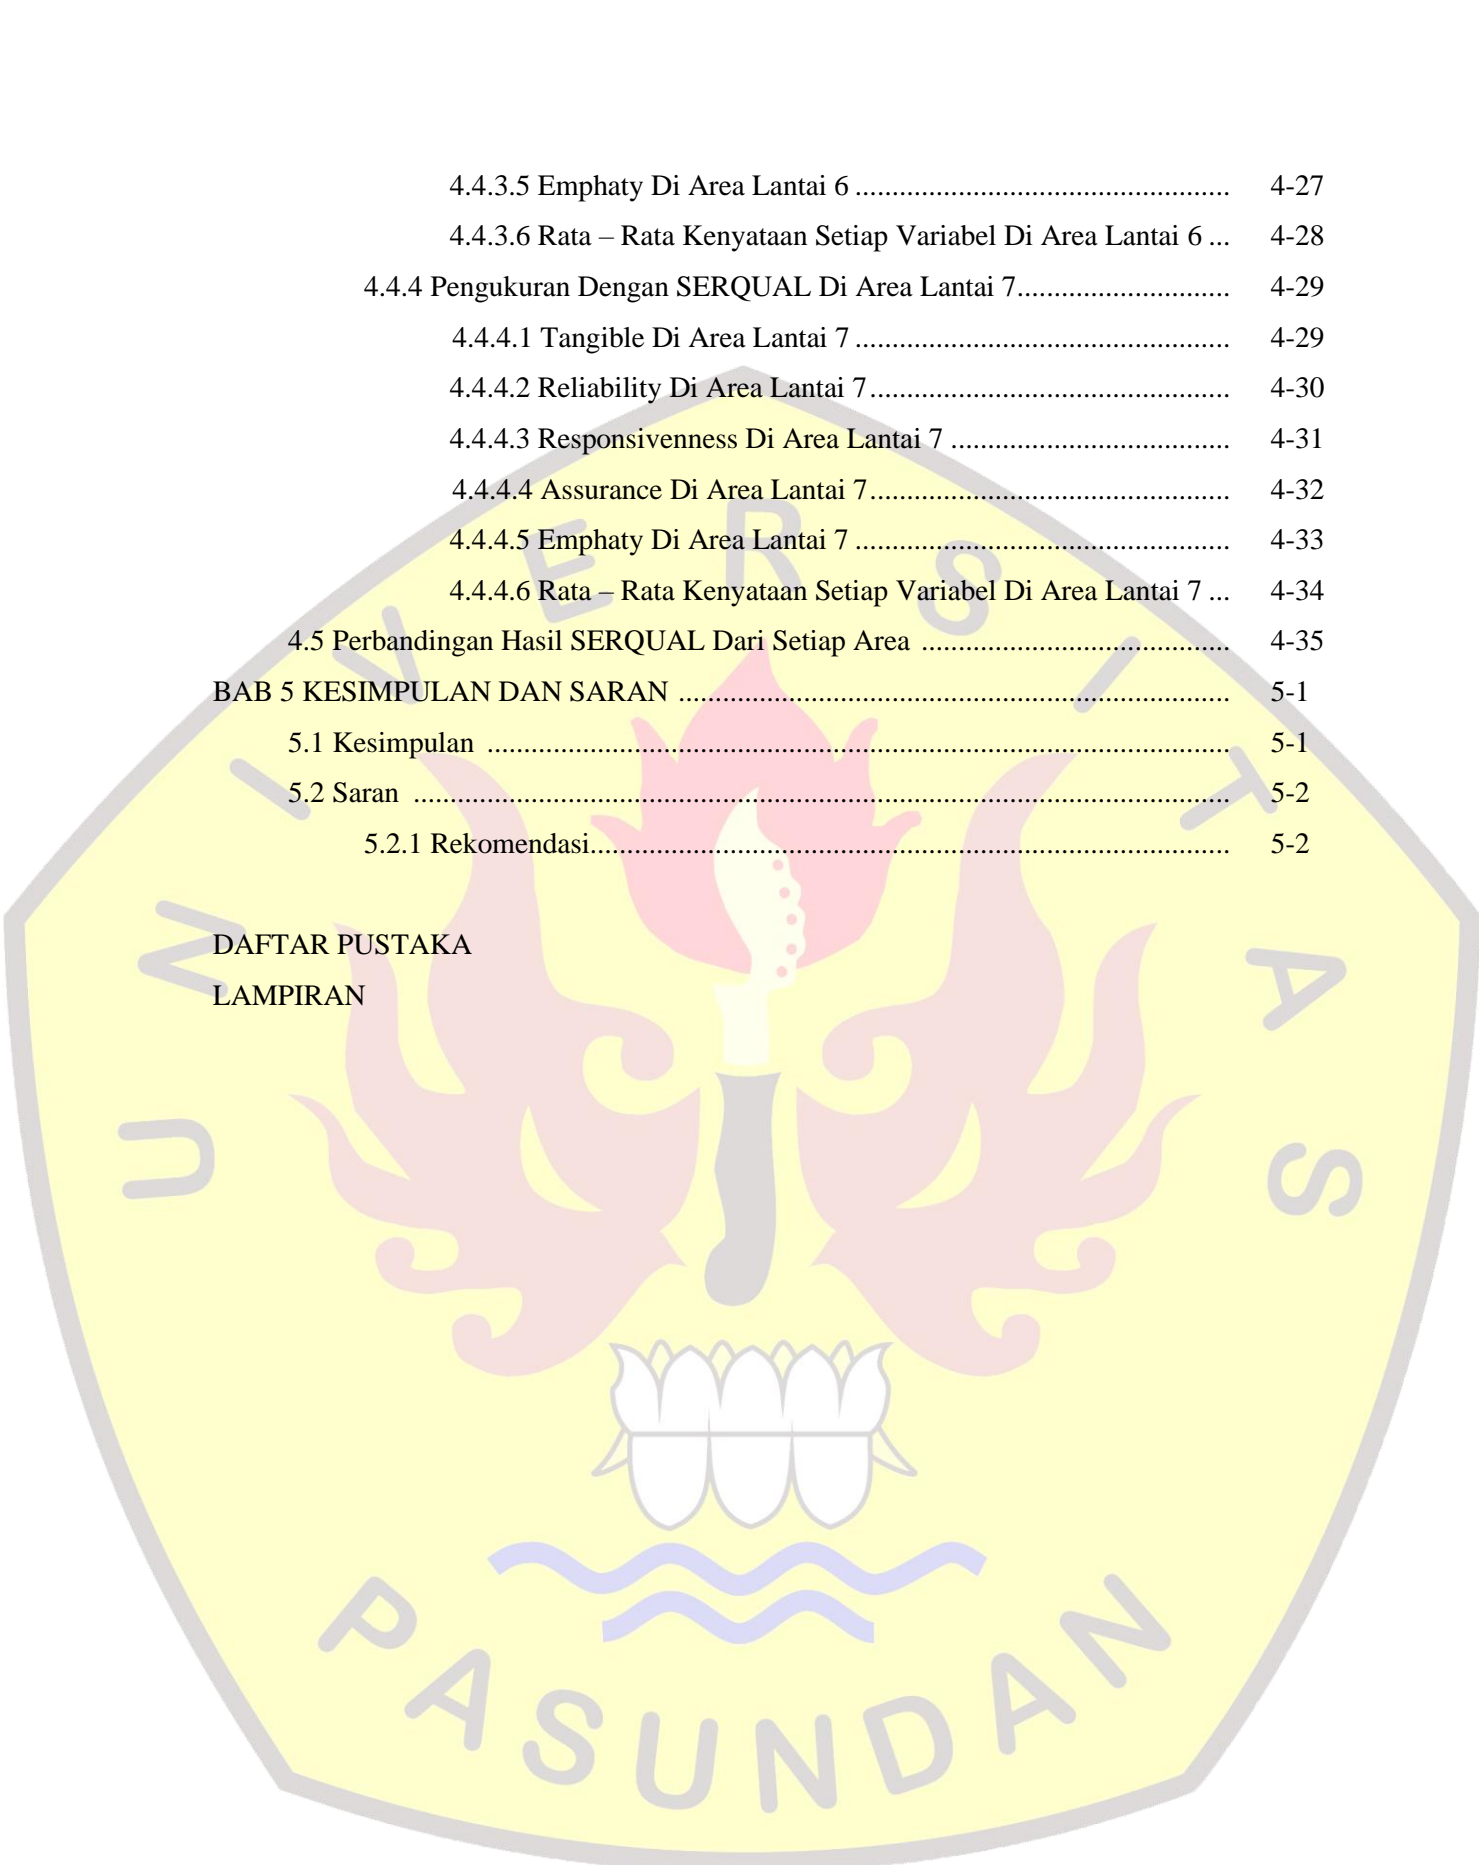 4.4.3.5 Emphaty Di Area Lantai 6 ................................................... 4-27
4.4.3.6 Rata – Rata Kenyataan Setiap Variabel Di Area Lantai 6 ... 4-28
4.4.4 Pengukuran Dengan SERQUAL Di Area Lantai 7............................. 4-29
4.4.4.1 Tangible Di Area Lantai 7 ................................................... 4-29
4.4.4.2 Reliability Di Area Lantai 7................................................. 4-30
4.4.4.3 Responsivenness Di Area Lantai 7 ...................................... 4-31
4.4.4.4 Assurance Di Area Lantai 7................................................. 4-32
4.4.4.5 Emphaty Di Area Lantai 7 ................................................... 4-33
4.4.4.6 Rata – Rata Kenyataan Setiap Variabel Di Area Lantai 7 ... 4-34
4.5 Perbandingan Hasil SERQUAL Dari Setiap Area .......................................... 4-35
BAB 5 KESIMPULAN DAN SARAN ........................................................................... 5-1
5.1 Kesimpulan ..................................................................................................... 5-1
5.2 Saran ............................................................................................................... 5-2
5.2.1 Rekomendasi....................................................................................... 5-2
DAFTAR PUSTAKA
LAMPIRAN
UNIVERSITAS
PASUNDAN